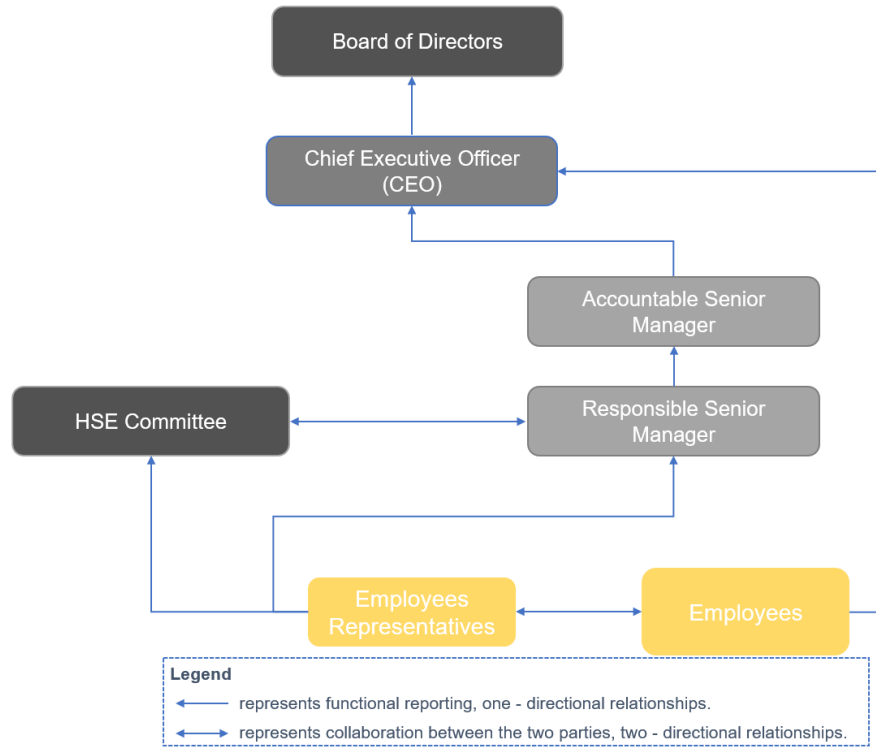 Board of Directors
Chief Executive Officer
(CEO)
Accountable Senior
Manager
HSE Committee
Responsible Senior
Manager
Employees
Representatives
Employees
Legend
represents functional reporting, one - directional relationships.
represents collaboration between the two parties, two - directional relationships.